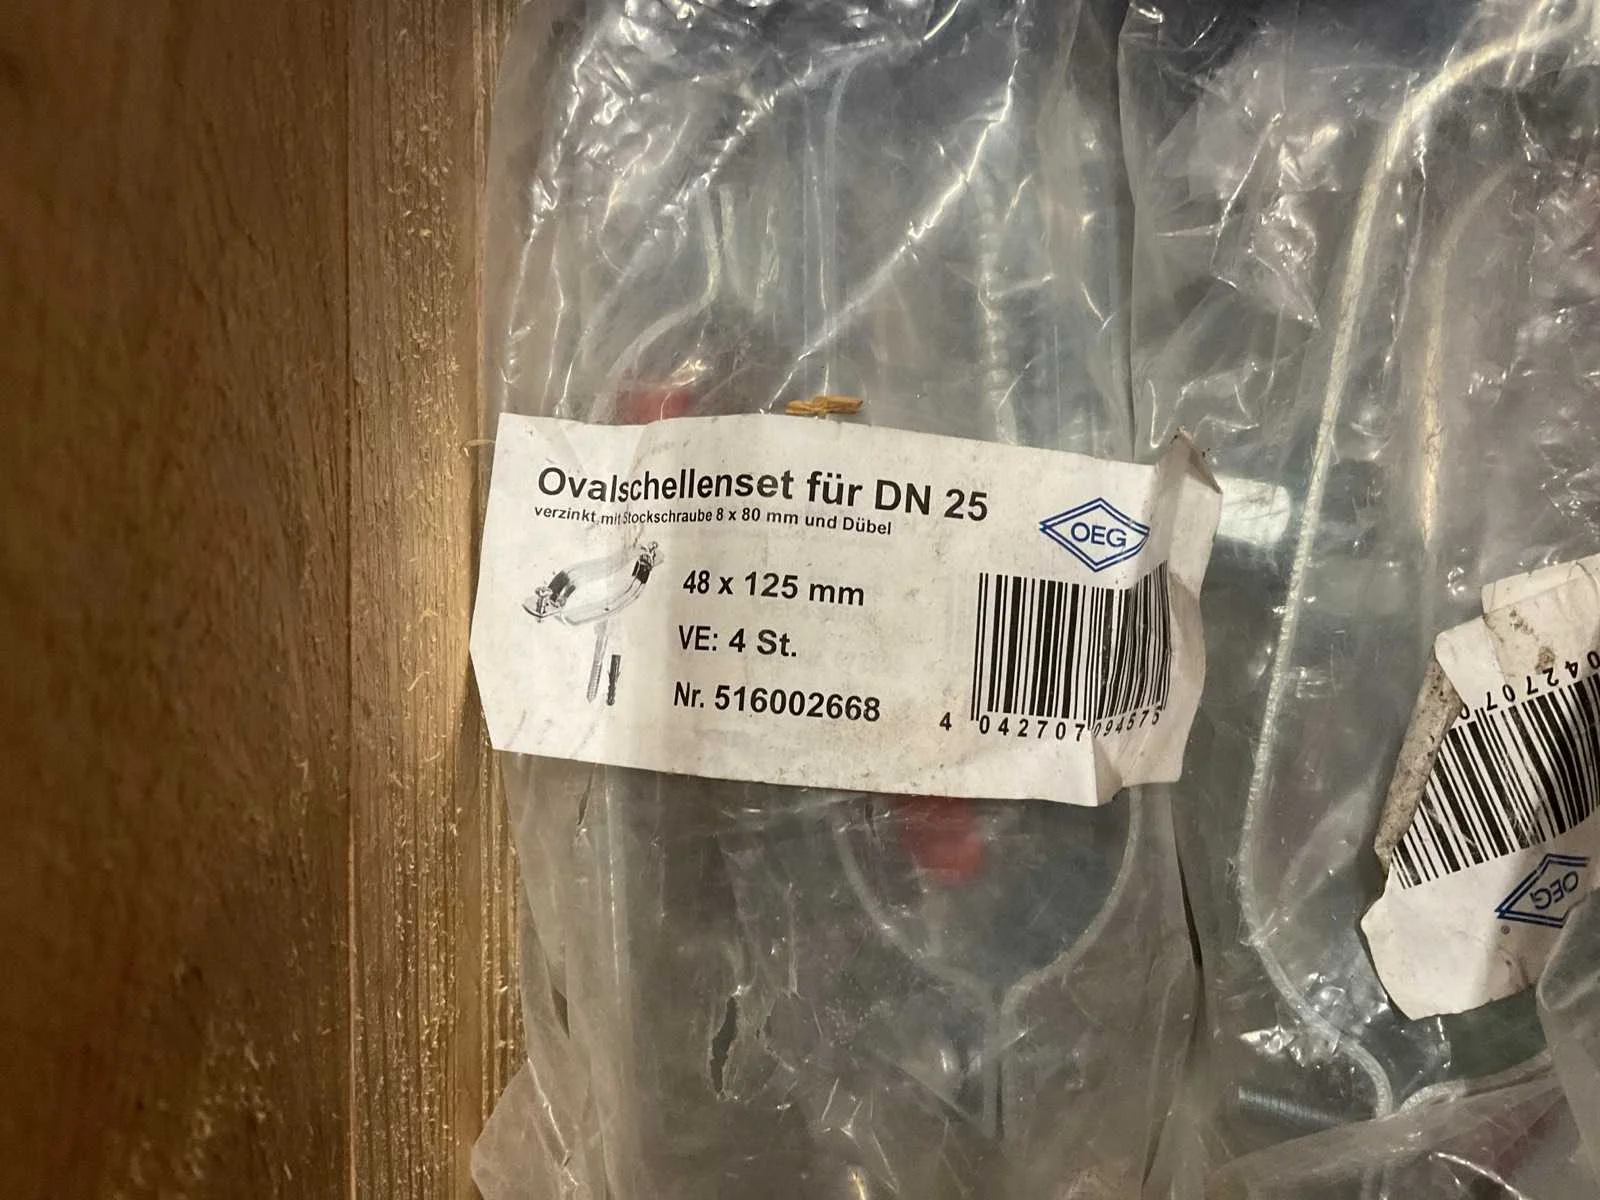 Ovalschellenset für DN 25
verzinkt mit Stockschraube 8 x 80 mm und Dübel
OEG
48 x 125 mm
VE: 4 St.
Nr. 516002668
4 042707 094575
042707
OEG